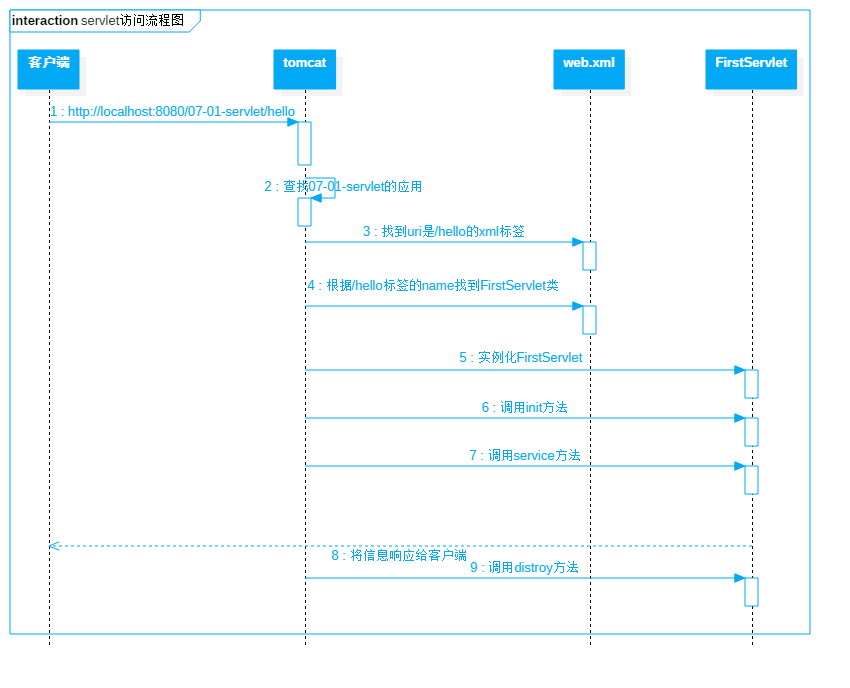 interaction servlet访问流程图
客户端
tomcat
web.xml
FirstServlet
1 : http://localhost:8080/07-01-servlet/hello
2 : 查找07-01-servlet的应用
3 : 找到uri是/hello的xml标签
4 : 根据/hello标签的name找到FirstServlet类
5 : 实例化FirstServlet
6 : 调用init方法
7 : 调用service方法
8 : 将信息响应给客户端
9 : 调用distroy方法